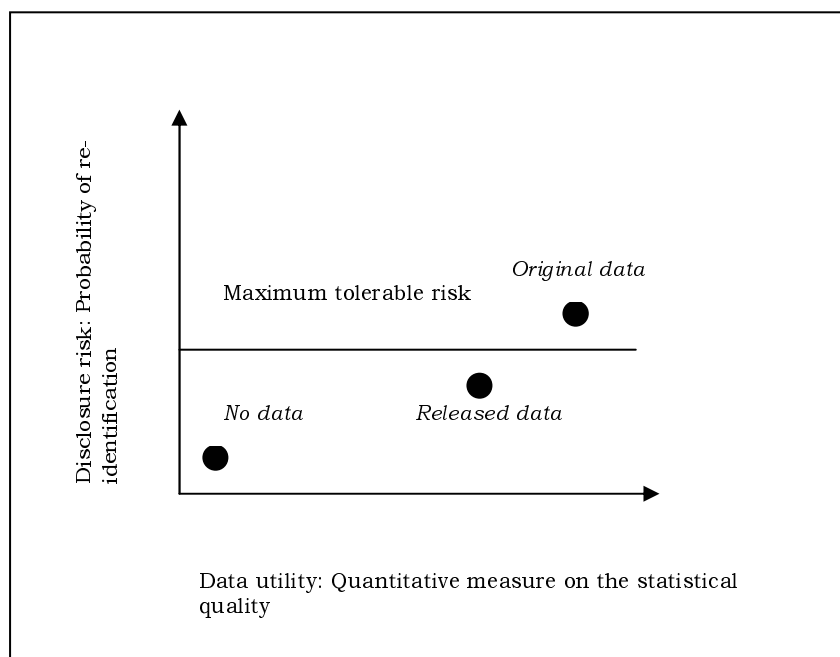 Disclosure risk: Probability of re-
identification
Original data
Maximum tolerable risk
No data
Released data
Data utility: Quantitative measure on the statistical
quality